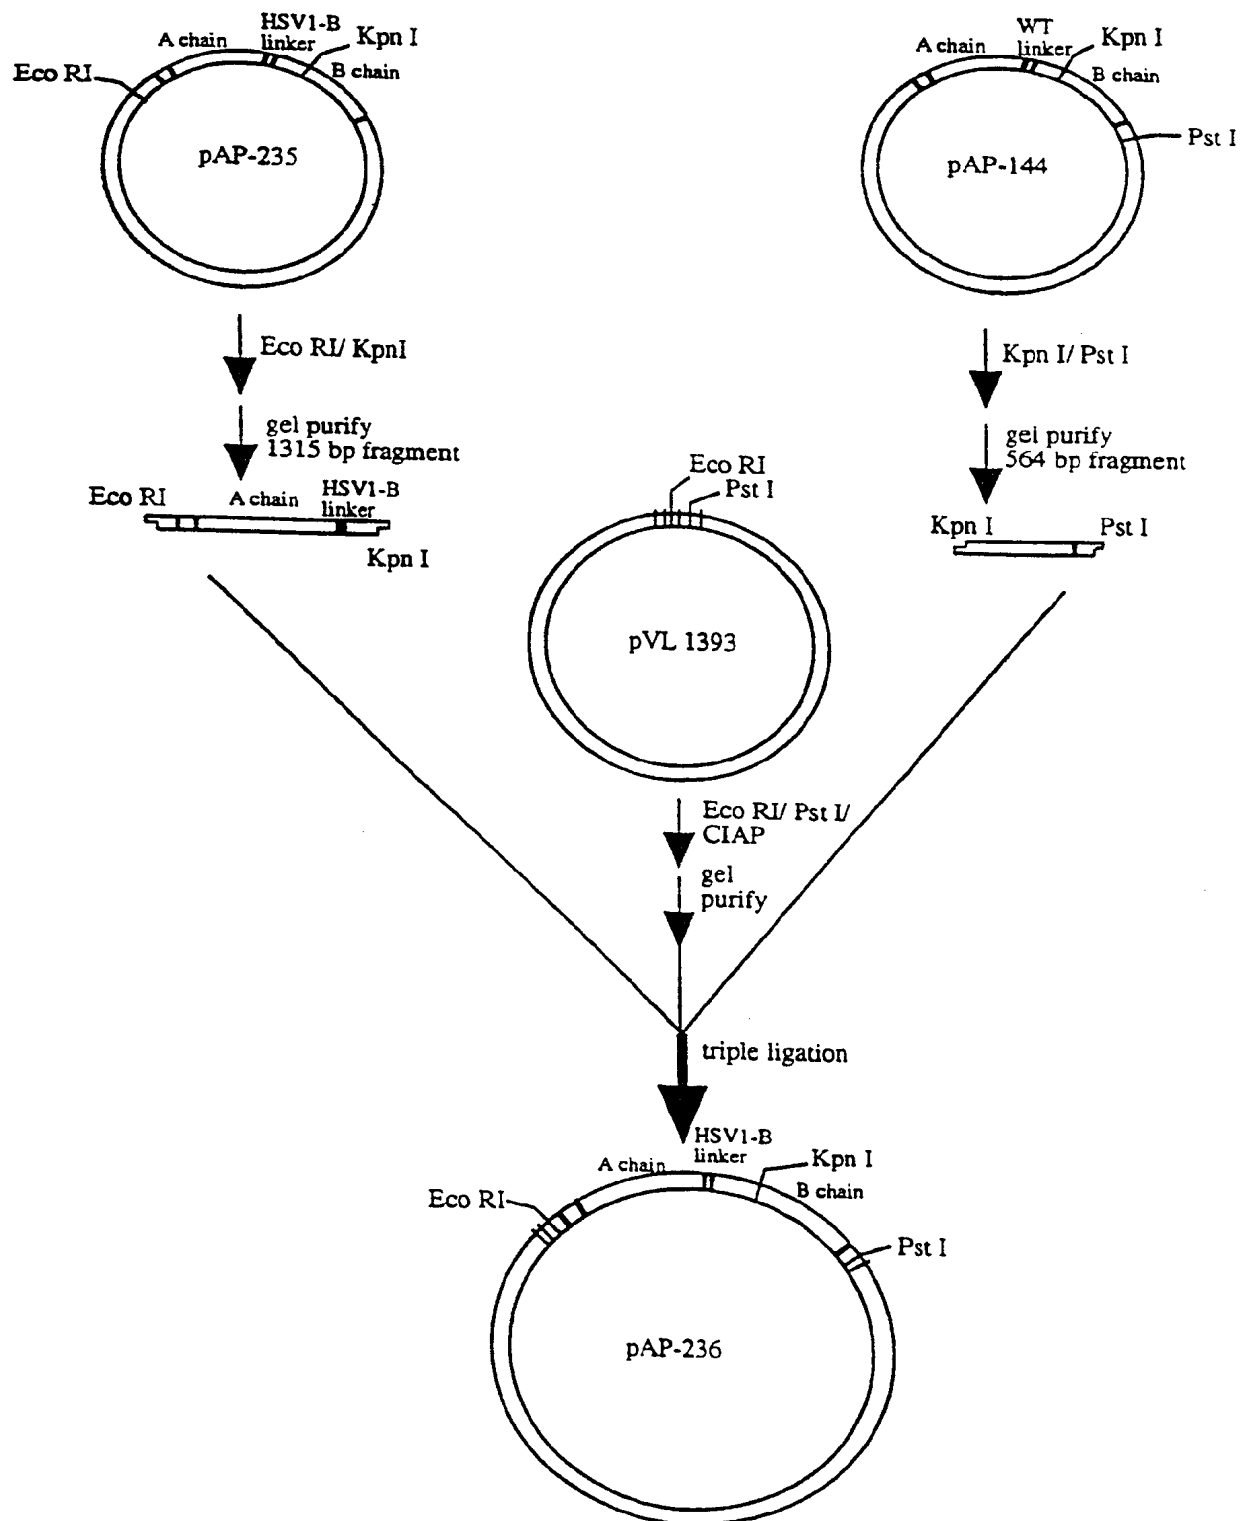 HSV1-B
linker
A chain
Kpn I
B chain
Eco RI
pAP-235
WT
linker
A chain
Kpn I
B chain
Pst I
pAP-144
Eco RI/ KpnI
gel purify
1315 bp fragment
Kpn I/ Pst I
gel purify
564 bp fragment
Eco RI
A chain
HSV1-B
linker
Kpn I
Eco RI
Pst I
Kpn I
Pst I
pVL 1393
Eco RI/ Pst I/
CIAP
gel
purify
triple ligation
HSV1-B
linker
A chain
Kpn I
B chain
Eco RI
Pst I
pAP-236